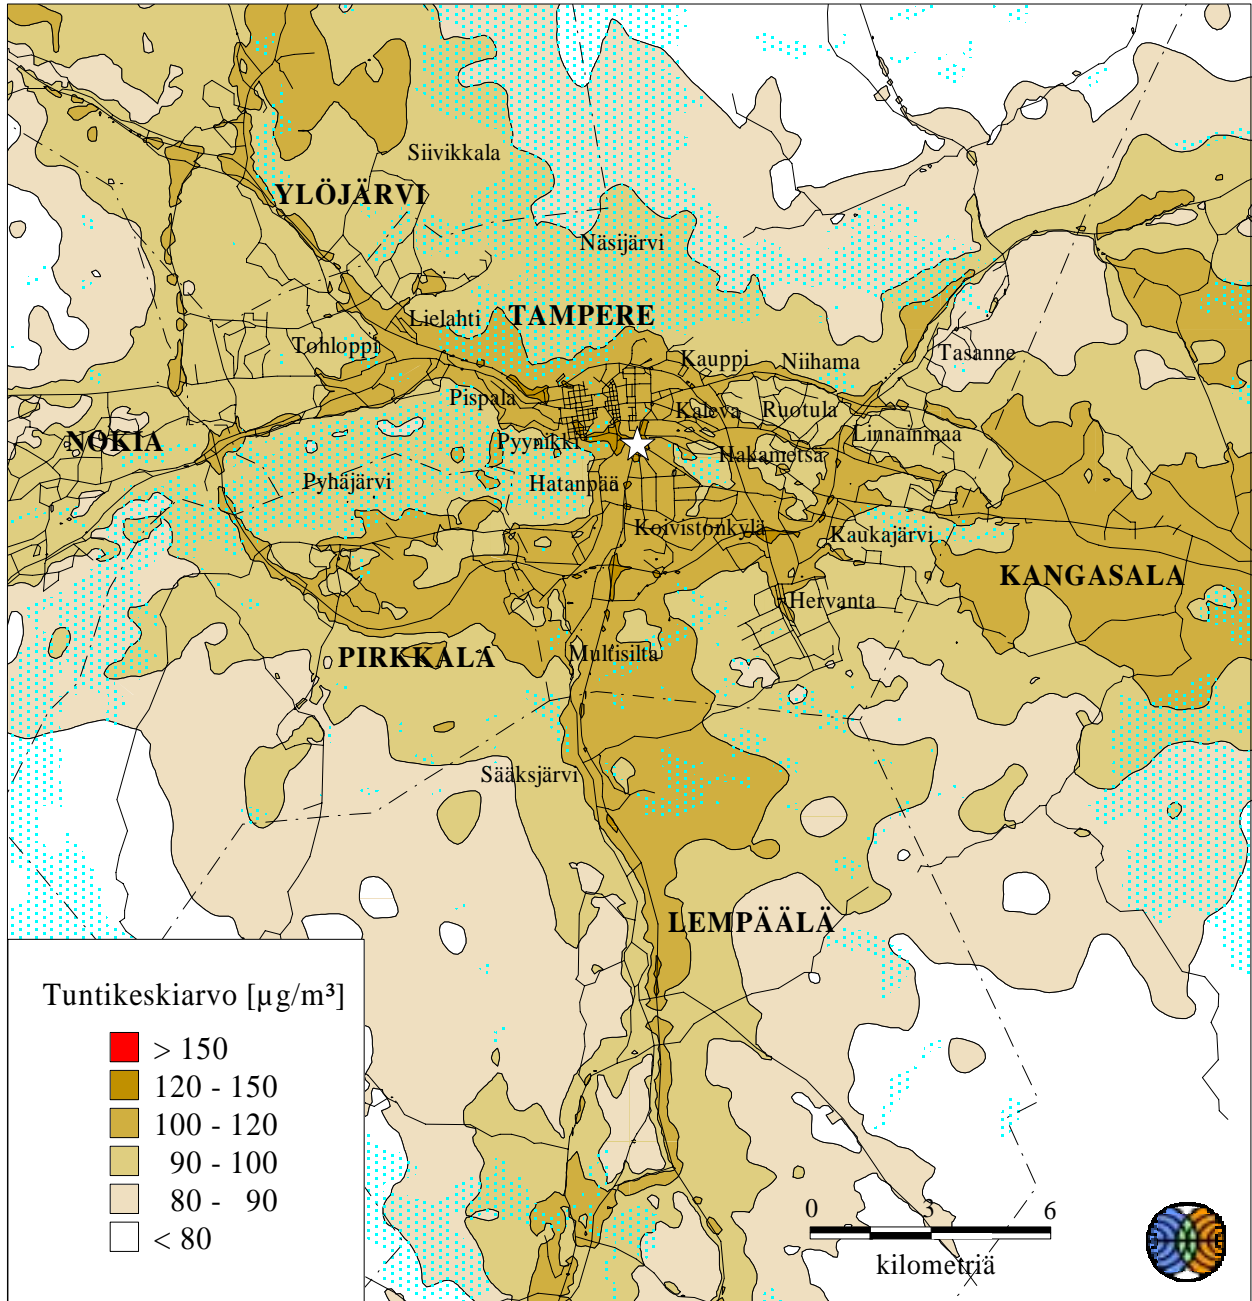 Siivikkala
YLÖJÄRVI
Näsijärvi
Lielahti
TAMPERE
Tohloppi
Kauppi
Niihama
Tasanne
Pispala
Kaleva
Ruotula
NOKIA
Pyynikki
Linnainmaa
Hakametsä
Pyhäjärvi
Hatanpää
Koivistonkylä
Kaukajärvi
KANGASALA
Hervanta
PIRKKALA
Multisilta
Sääksjärvi
LEMPÄÄLÄ
Tuntikeskiarvo [µg/m³]
> 150
120 - 150
100 - 120
90 - 100
80 - 90
< 80
0 3 6
kilometriä